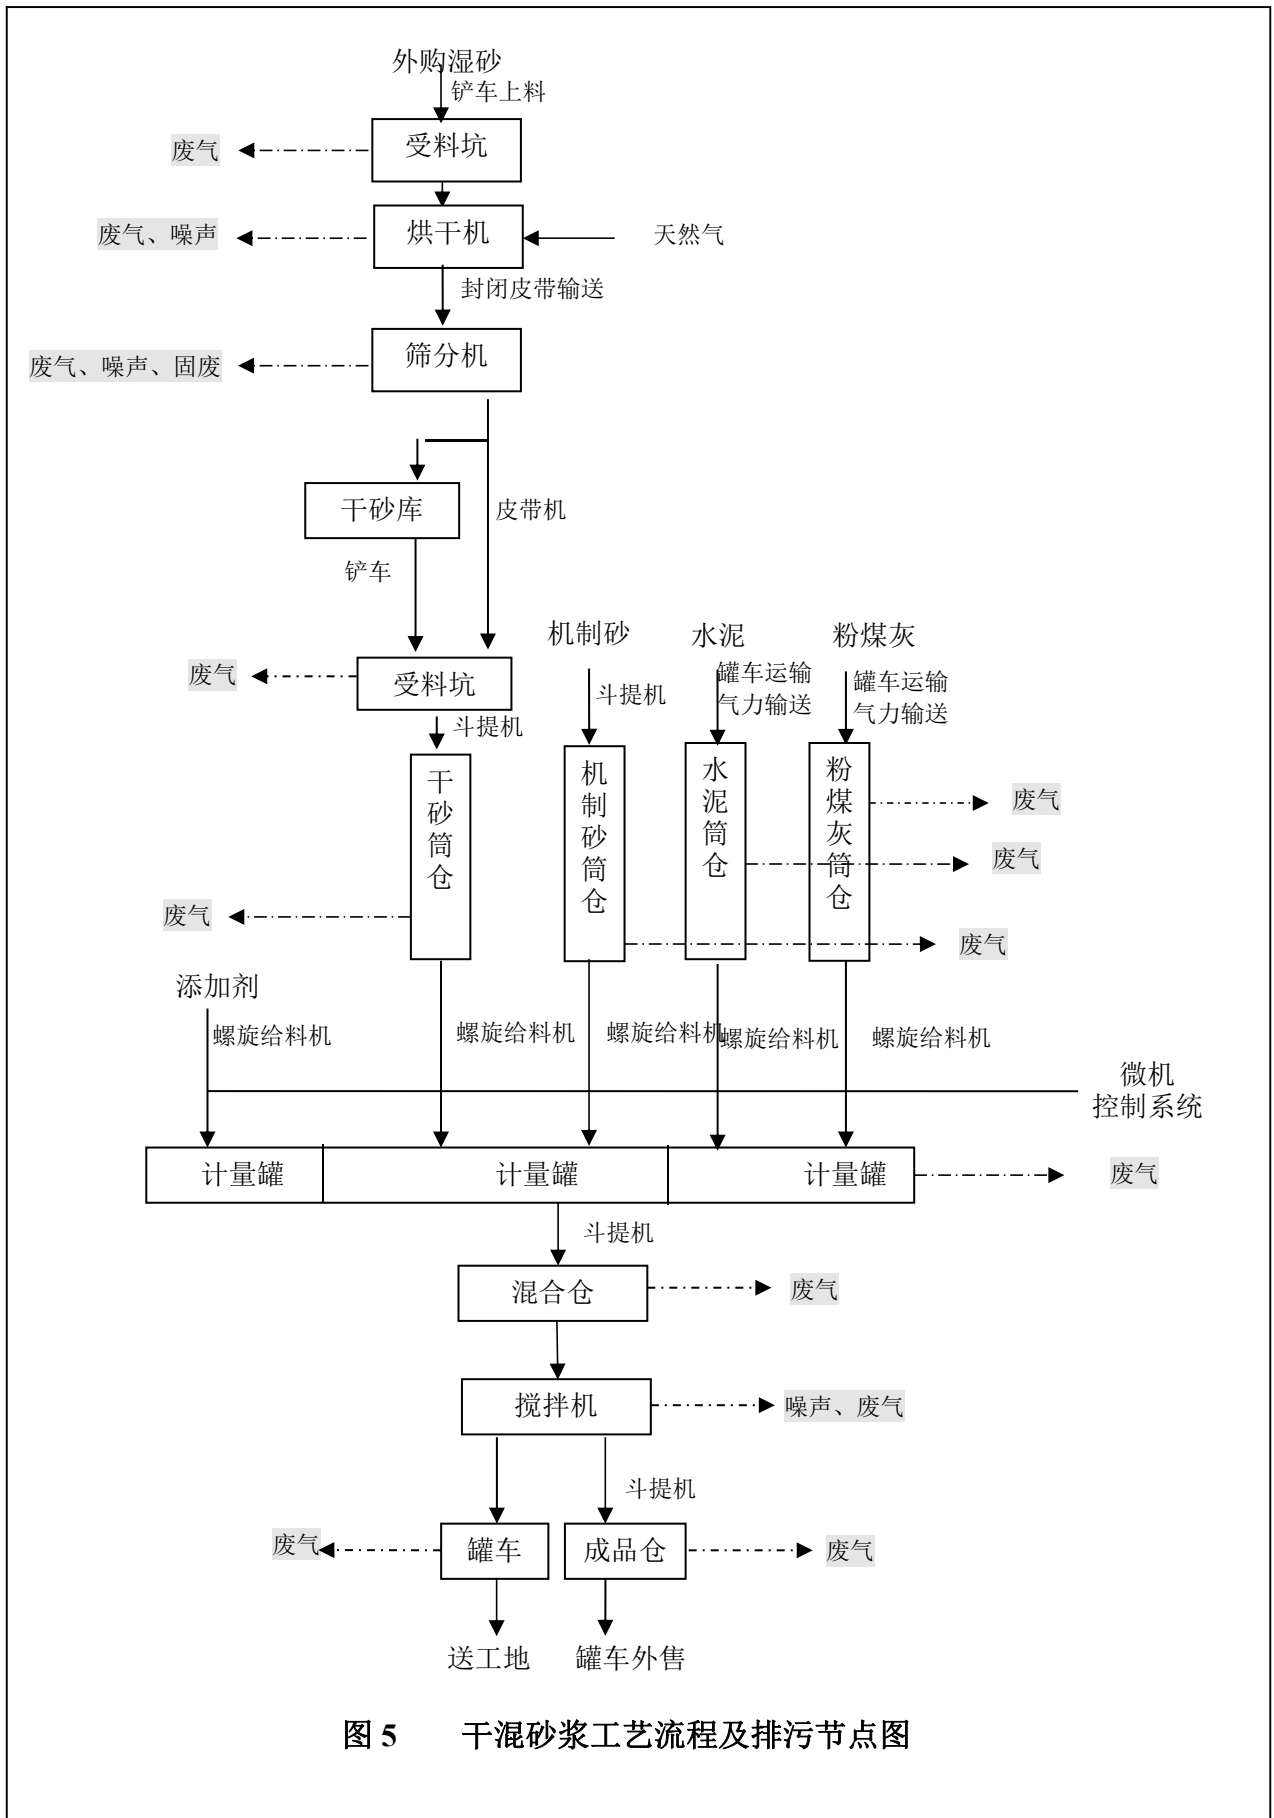 外购湿砂
铲车上料
废气
受料坑
废气、噪声
烘干机
天然气
封闭皮带输送
废气、噪声、固废
筛分机
干砂库
皮带机
铲车
机制砂
水泥
粉煤灰
废气
受料坑
斗提机
罐车运输
气力输送
罐车运输
气力输送
斗提机
干砂筒仓
机制砂筒仓
水泥筒仓
粉煤灰筒仓
废气
废气
废气
废气
添加剂
螺旋给料机
螺旋给料机
螺旋给料机
螺旋给料机
螺旋给料机
微机
控制系统
计量罐
计量罐
计量罐
废气
斗提机
混合仓
废气
搅拌机
噪声、废气
斗提机
废气
罐车
成品仓
废气
送工地
罐车外售
图 5 干混砂浆工艺流程及排污节点图